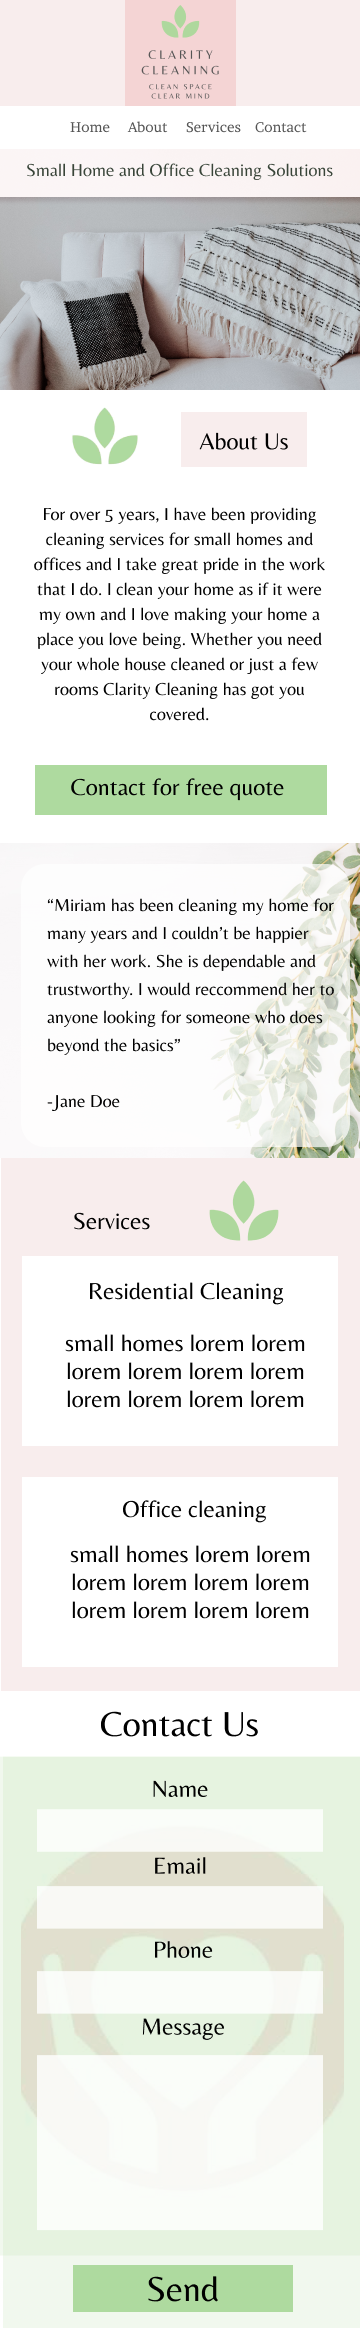 CLARITY
CLEANING
CLEAN SPACE
CLEAR MIND
Home About Services Contact
Small Home and Office Cleaning Solutions
About Us
For over 5 years, I have been providing
cleaning services for small homes and
offices and I take great pride in the work
that I do. I clean your home as if it were
my own and I love making your home a
place you love being. Whether you need
your whole house cleaned or just a few
rooms Clarity Cleaning has got you
covered.
Contact for free quote
“Miriam has been cleaning my home for
many years and I couldn’t be happier
with her work. She is dependable and
trustworthy. I would reccommend her to
anyone looking for someone who does
beyond the basics”
-Jane Doe
Services
Residential Cleaning
small homes lorem lorem
lorem lorem lorem lorem
lorem lorem lorem lorem
Office cleaning
small homes lorem lorem
lorem lorem lorem lorem
lorem lorem lorem lorem
Contact Us
Name
Email
Phone
Message
Send